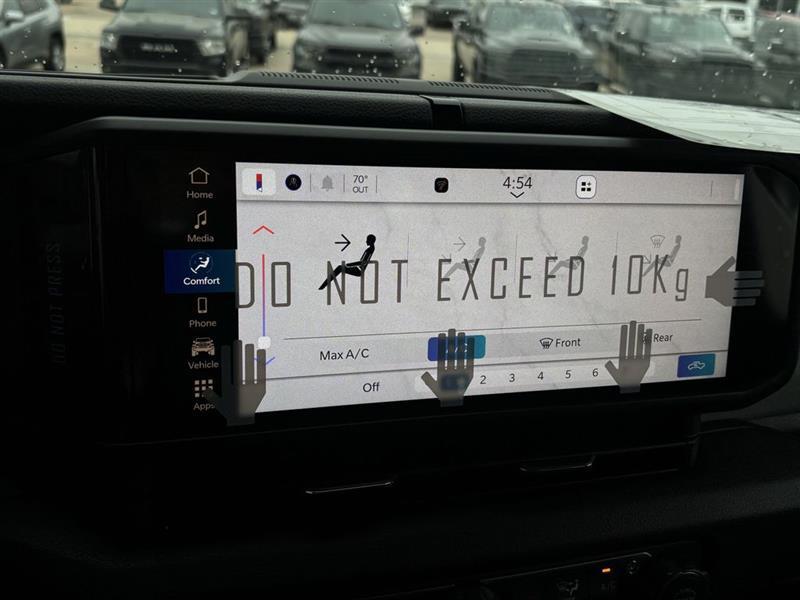 70°
OUT
4:54
Home
Media
Comfort
Phone
Vehicle
Apps
DO NOT PRESS
DO NOT EXCEED 10Kg
Max A/C
Front
Rear
Off
2 3 4 5 6
A/C